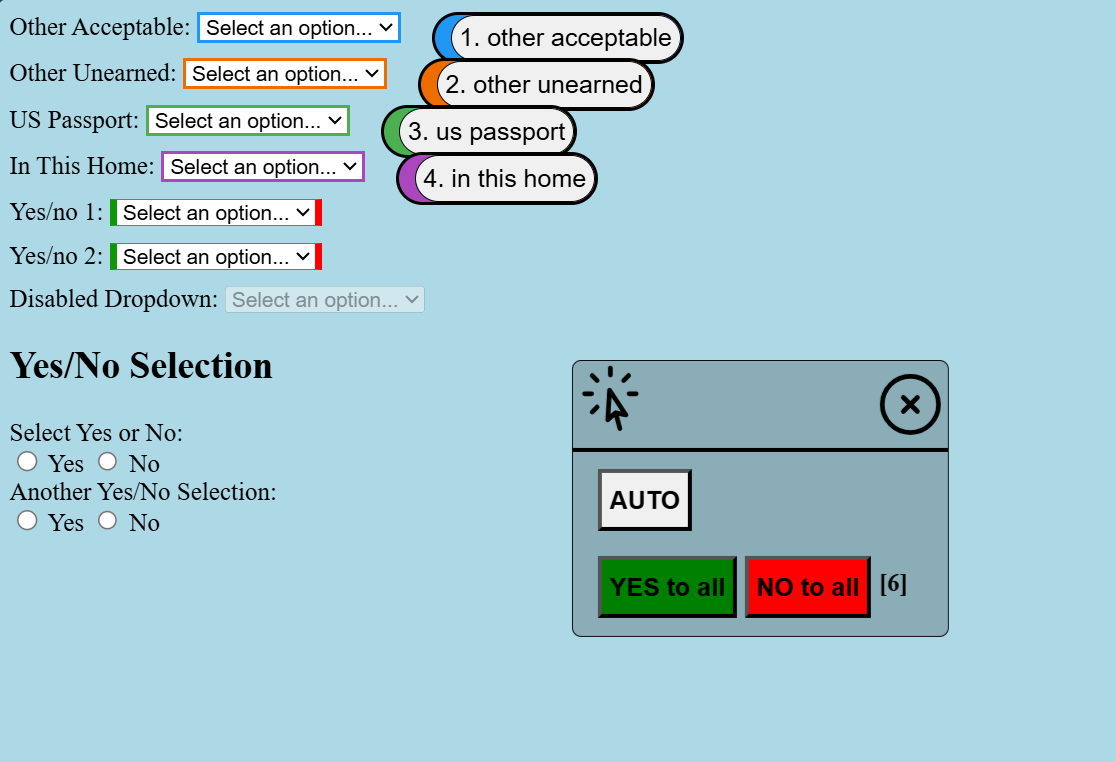 Other Acceptable: Select an option... 1. other acceptable
Other Unearned: Select an option... 2. other unearned
US Passport: Select an option... 3. us passport
In This Home: Select an option... 4. in this home
Yes/no 1: Select an option...
Yes/no 2: Select an option...
Disabled Dropdown: Select an option...
Yes/No Selection
Select Yes or No:
Yes No
Another Yes/No Selection:
Yes No
AUTO
YES to all NO to all [6]